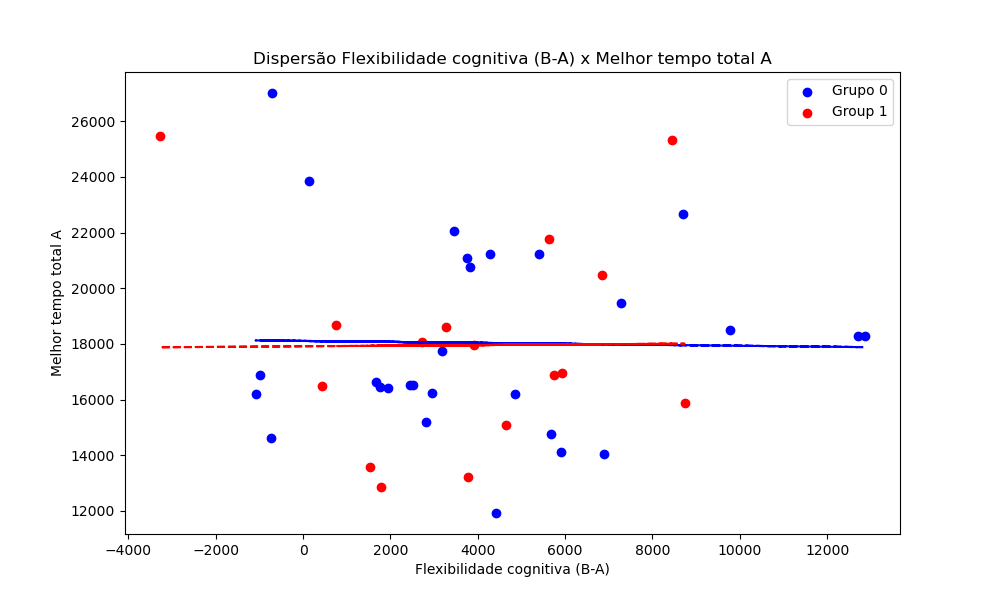 Dispersão Flexibilidade cognitiva (B-A) x Melhor tempo total A
Grupo 0
Group 1
Melhor tempo total A
26000
24000
22000
20000
18000
16000
14000
12000
−4000 −2000 0 2000 4000 6000 8000 10000 12000
Flexibilidade cognitiva (B-A)